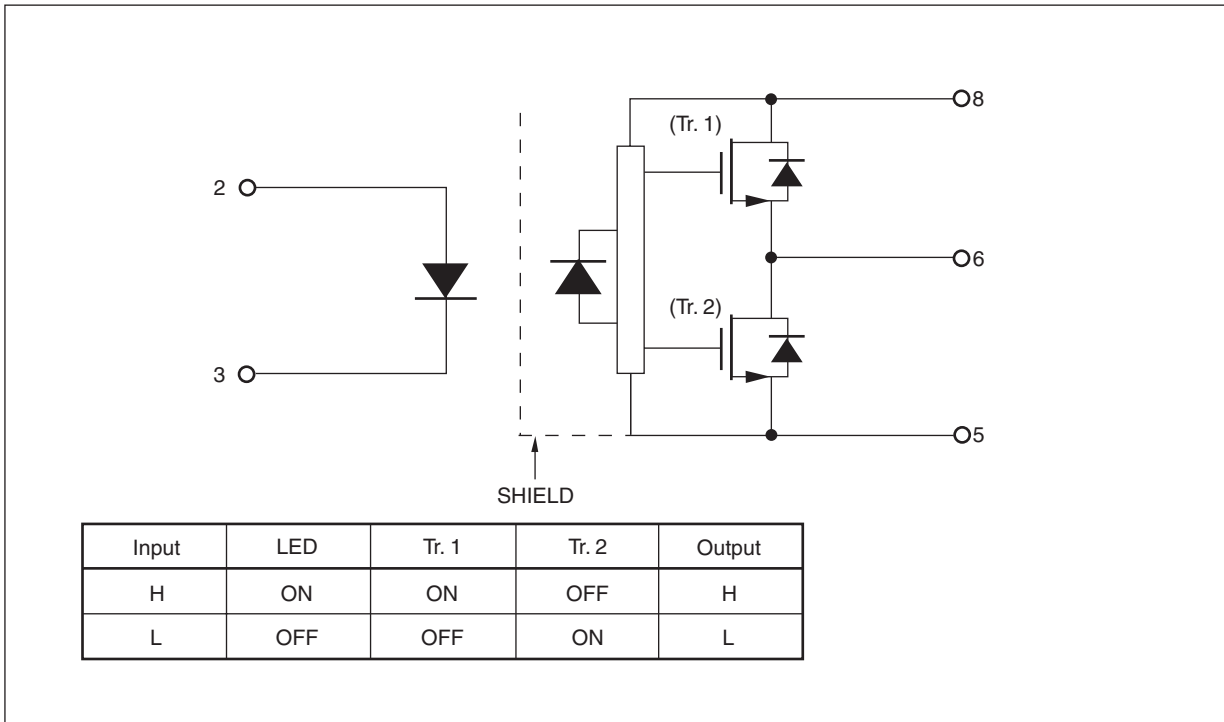 8
(Tr. 1)
2
6
(Tr. 2)
3
5
SHIELD
Input LED Tr. 1 Tr. 2 Output
H ON ON OFF H
L OFF OFF ON L